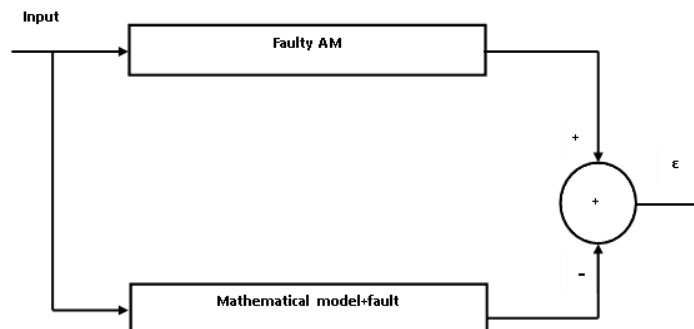 Input
Faulty AM
+
ε
+
-
Mathematical model+fault